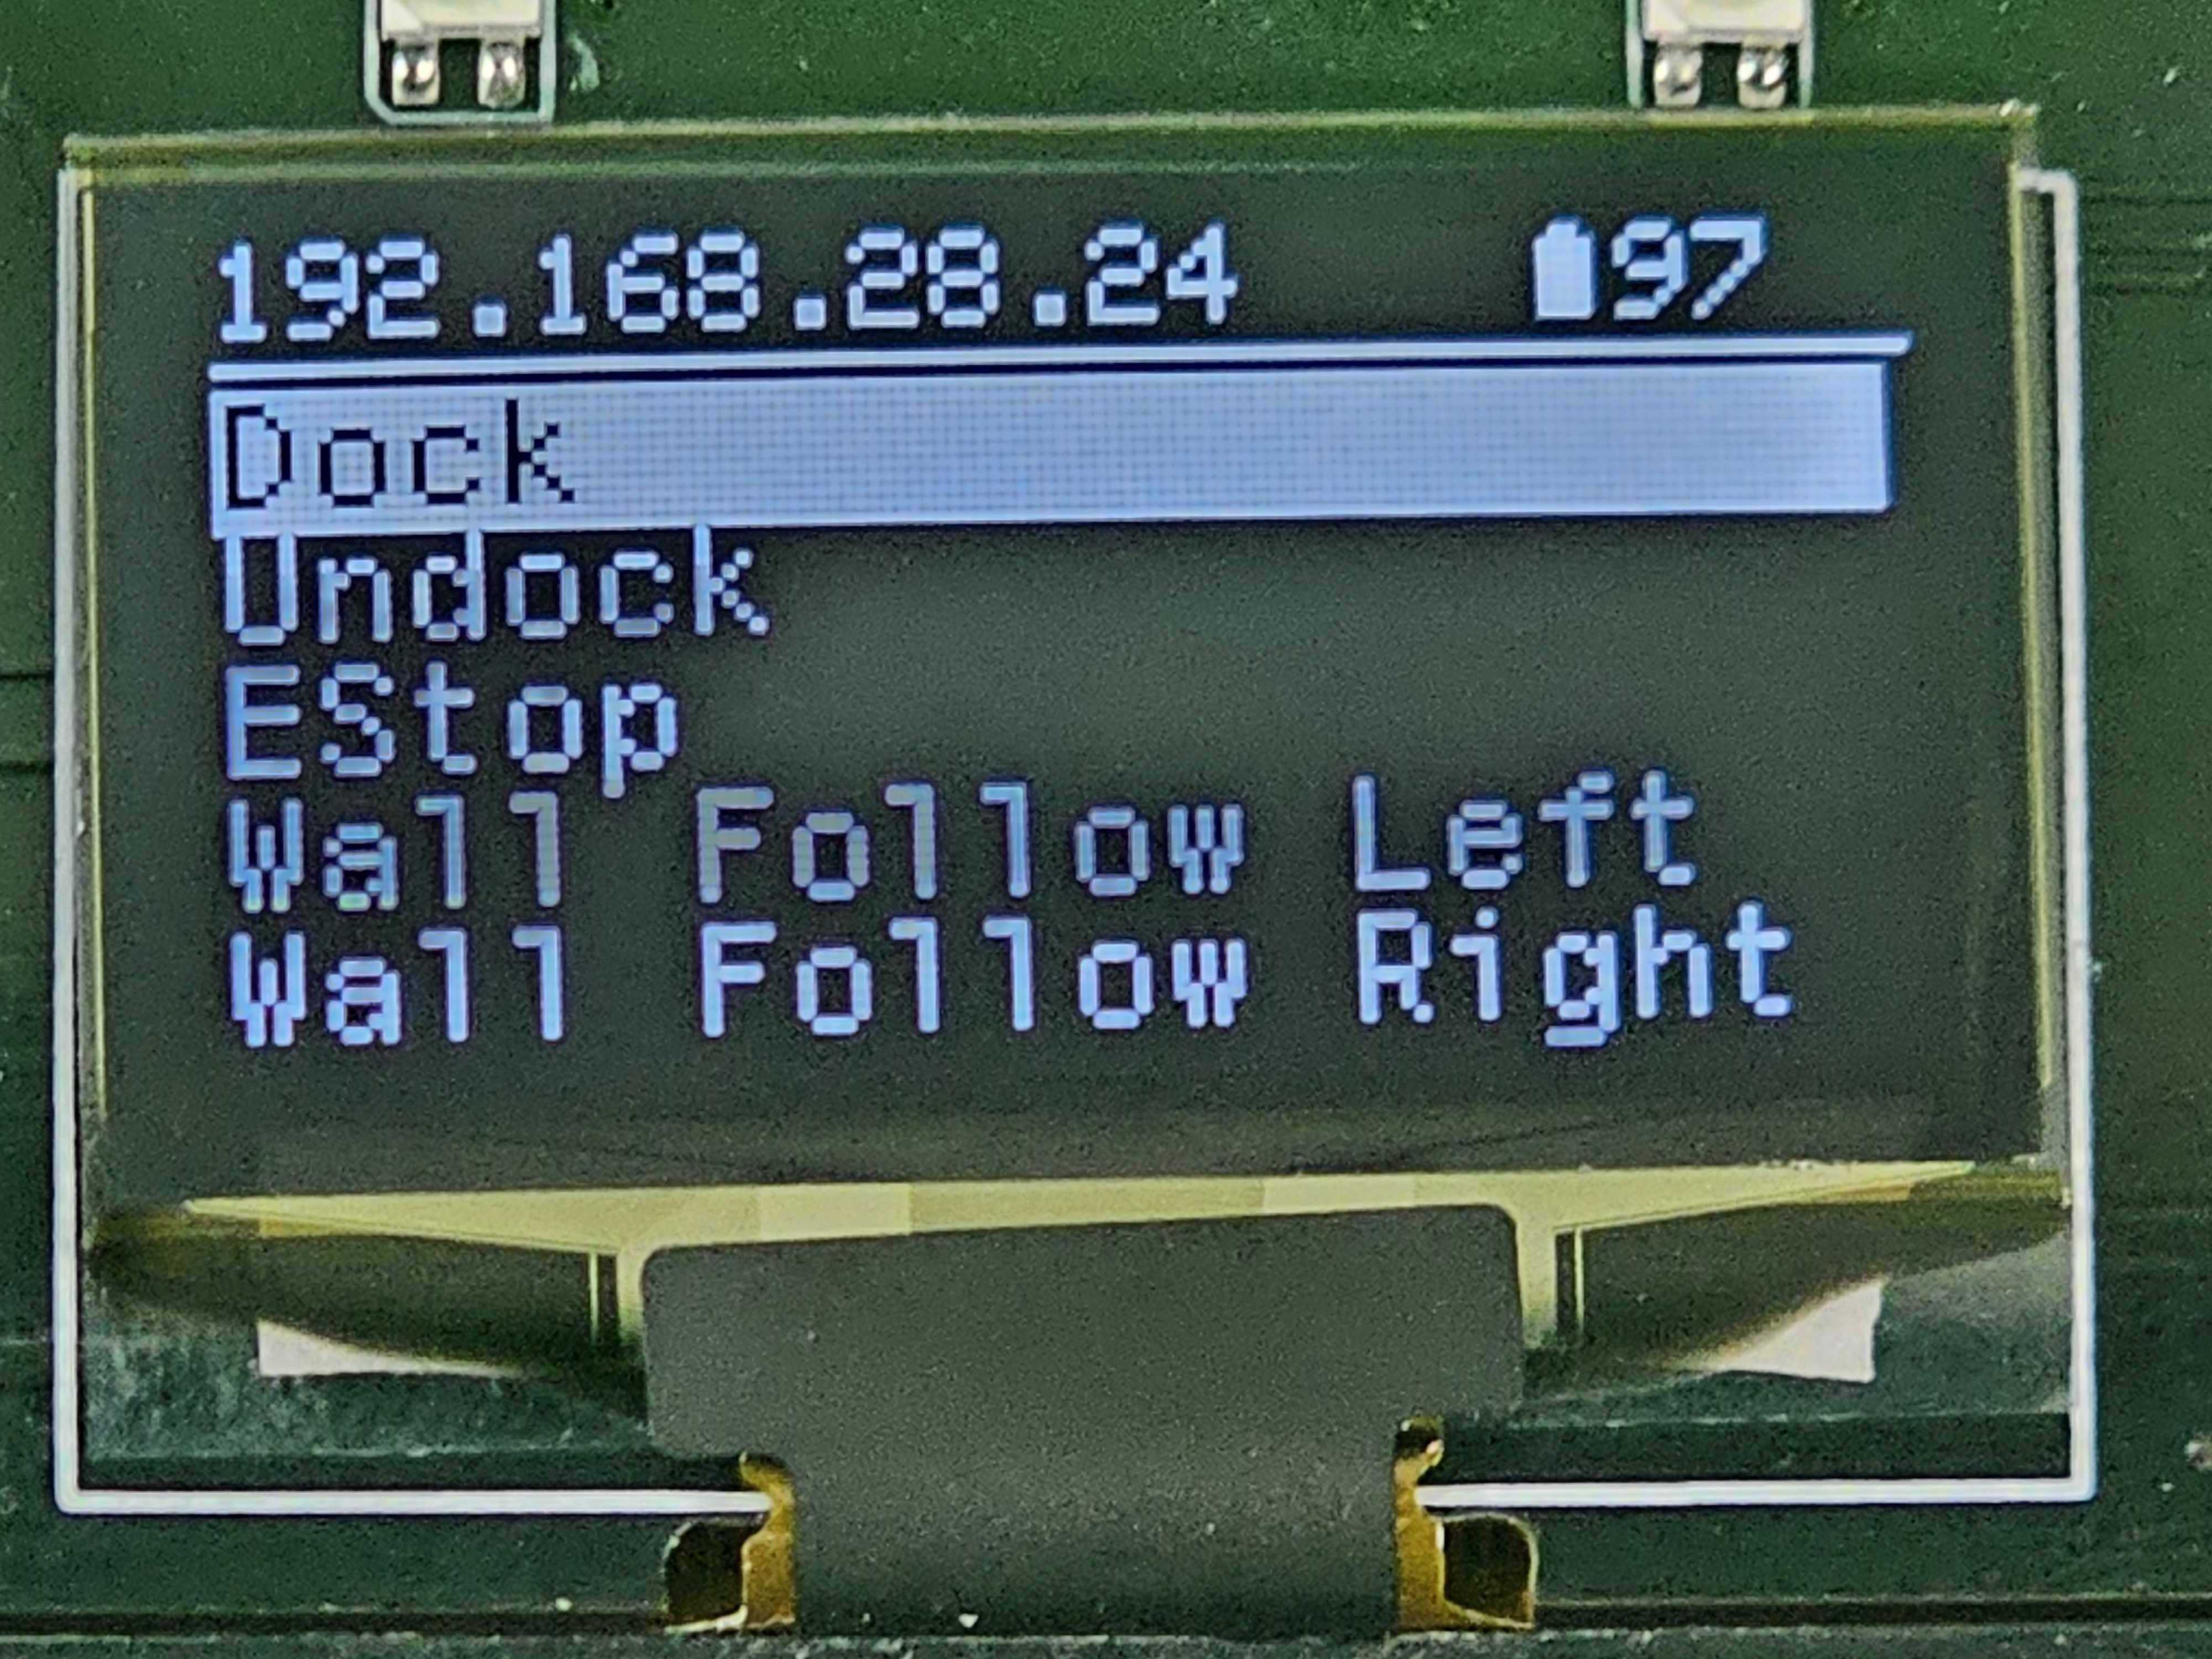 192.168.28.24 97
Dock
Undock
EStop
Wall Follow Left
Wall Follow Right